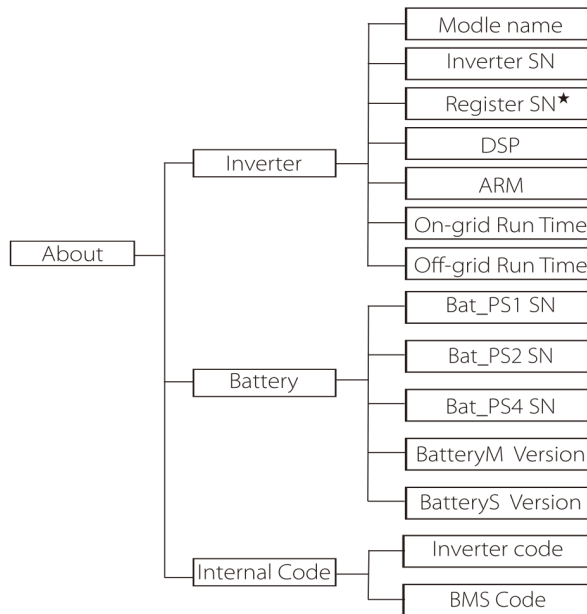 Modle name
Inverter SN
Register SN★
DSP
Inverter
ARM
On-grid Run Time
About
Off-grid Run Time
Bat_PS1 SN
Bat_PS2 SN
Battery
Bat_PS4 SN
BatteryM Version
BatteryS Version
Inverter code
Internal Code
BMS Code